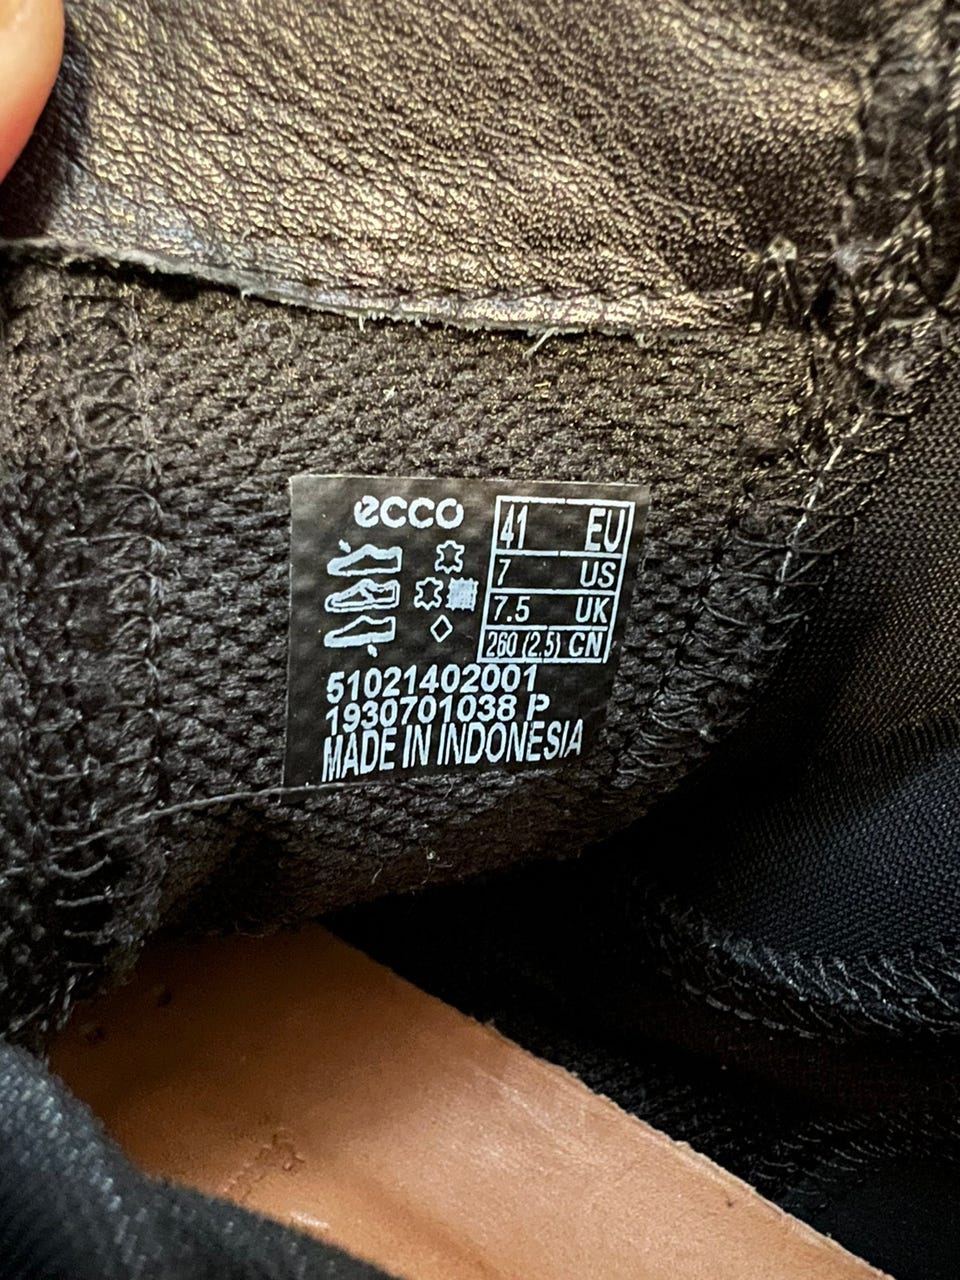 ecco
41 EU
7 US
7.5 UK
260 (2.5) CN
51021402001
1930701038 P
MADE IN INDONESIA